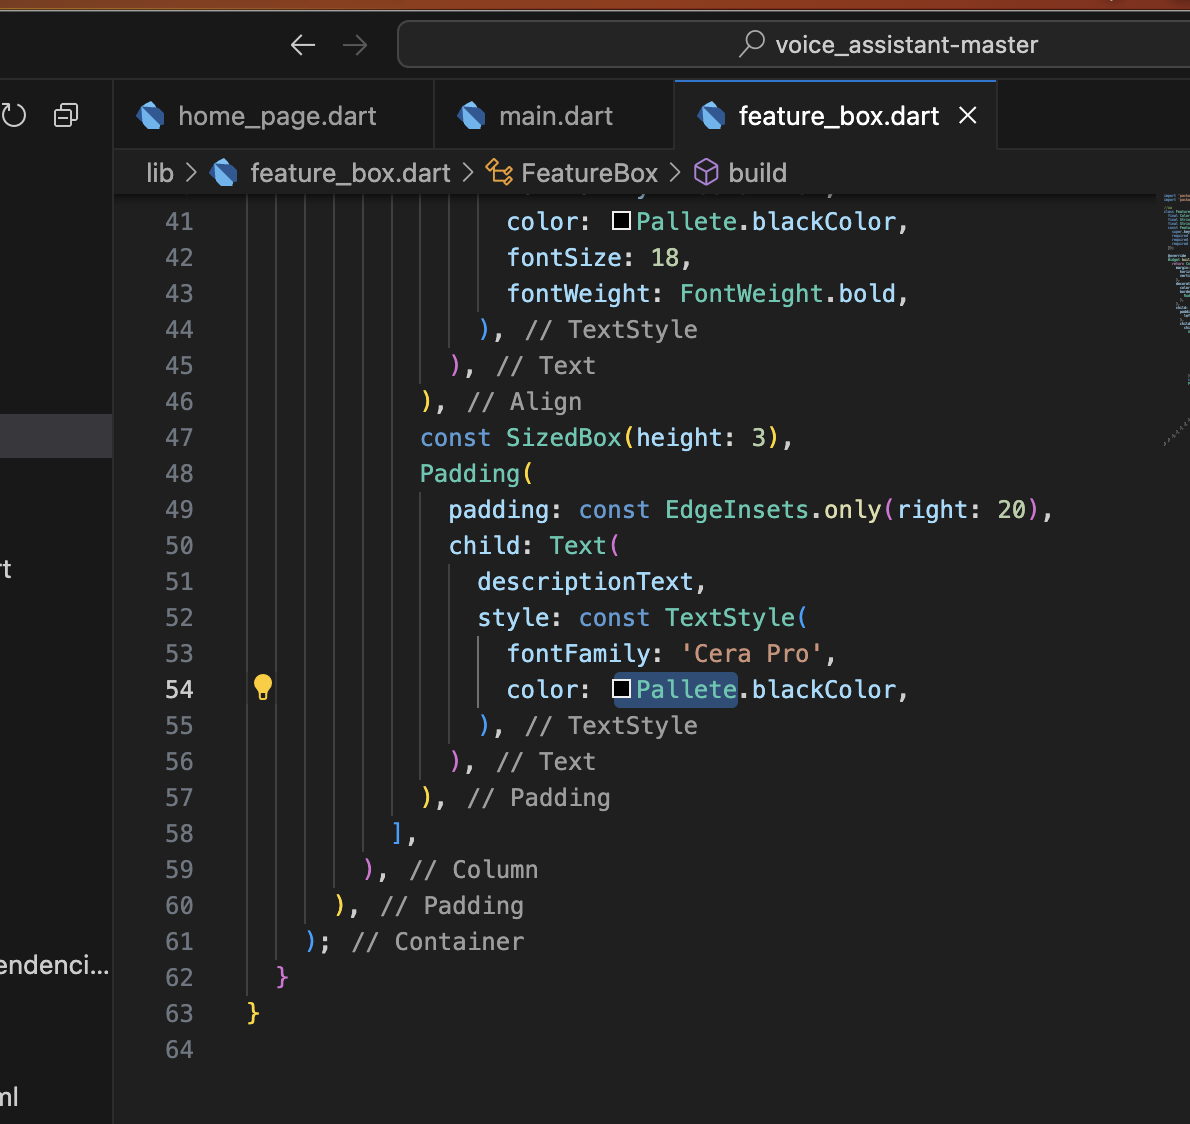 voice_assistant-master
home_page.dart
main.dart
feature_box.dart
lib > feature_box.dart > FeatureBox > build
41 color: Pallete.blackColor,
42 fontSize: 18,
43 fontWeight: FontWeight.bold,
44 ), // TextStyle
45 ), // Text
46 ), // Align
47 const SizedBox(height: 3),
48 Padding(
49 padding: const EdgeInsets.only(right: 20),
50 child: Text(
51 descriptionText,
52 style: const TextStyle(
53 fontFamily: 'Cera Pro',
54 color: Pallete.blackColor,
55 ), // TextStyle
56 ), // Text
57 ), // Padding
58 ],
59 ), // Column
60 ), // Padding
61 ); // Container
62 }
63 }
64
endenci...